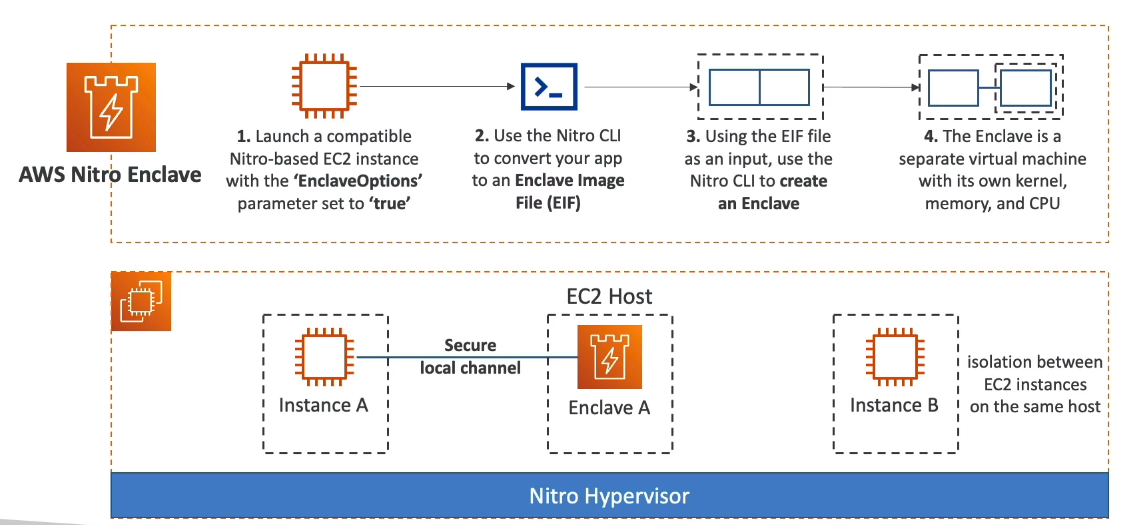 AWS Nitro Enclave
1. Launch a compatible
Nitro-based EC2 instance
with the ‘EnclaveOptions’
parameter set to ‘true’
2. Use the Nitro CLI
to convert your app
to an Enclave Image
File (EIF)
3. Using the EIF file
as an input, use the
Nitro CLI to create
an Enclave
4. The Enclave is a
separate virtual machine
with its own kernel,
memory, and CPU
EC2 Host
Instance A
Secure
local channel
Enclave A
Instance B
isolation between
EC2 instances
on the same host
Nitro Hypervisor